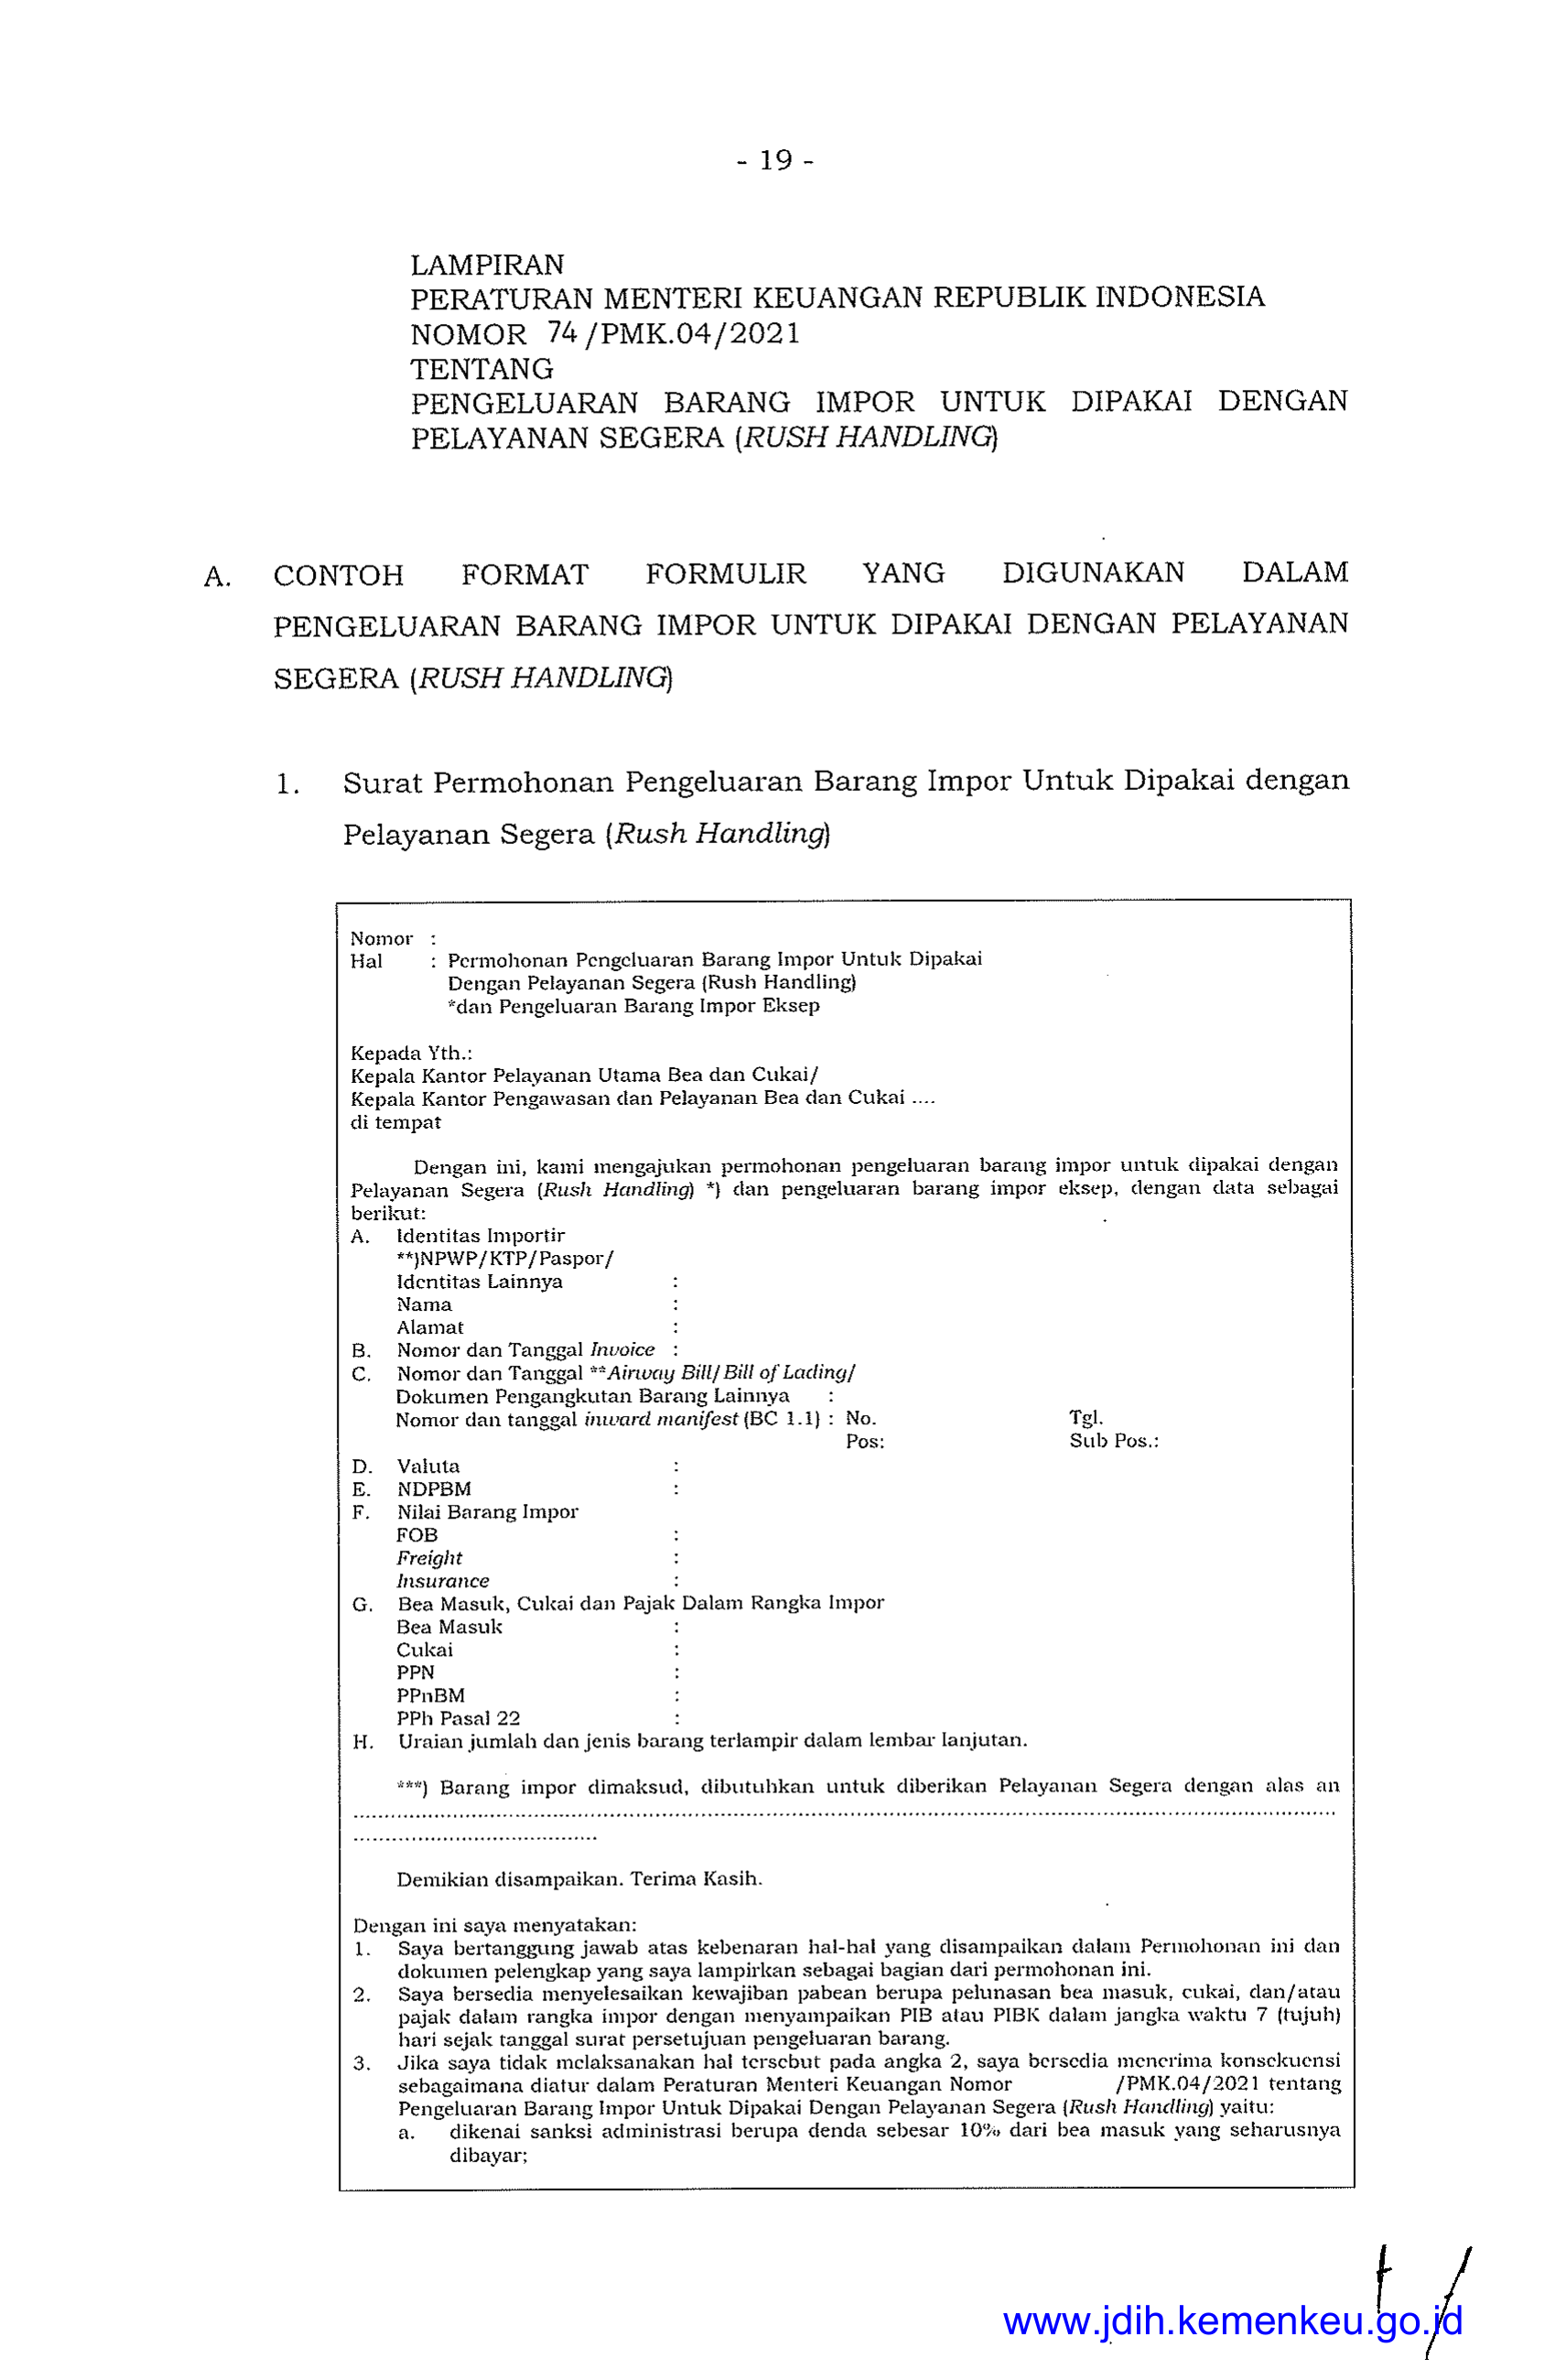 - 19 -
LAMPIRAN
PERATURAN MENTERI KEUANGAN REPUBLIK INDONESIA
NOMOR 74/PMK.04/2021
TENTANG
PENGELUARAN BARANG IMPOR UNTUK DIPAKAI DENGAN
PELAYANAN SEGERA (RUSH HANDLING)
A. CONTOH FORMAT FORMULIR YANG DIGUNAKAN DALAM
PENGELUARAN BARANG IMPOR UNTUK DIPAKAI DENGAN PELAYANAN
SEGERA (RUSH HANDLING)
1. Surat Permohonan Pengeluaran Barang Impor Untuk Dipakai dengan
Pelayanan Segera (Rush Handling)
Nomor :
Hal : Permohonan Pengeluaran Barang Impor Untuk Dipakai
Dengan Pelayanan Segera (Rush Handling)
*dan Pengeluaran Barang Impor Eksep
Kepada Yth.:
Kepala Kantor Pelayanan Utama Bea dan Cukai/
Kepala Kantor Pengawasan dan Pelayanan Bea dan Cukai ....
di tempat
Dengan ini, kami mengajukan permohonan pengeluaran barang impor untuk dipakai dengan
Pelayanan Segera (Rush Handling) *) dan pengeluaran barang impor eksep, dengan data sebagai
berikut:
A. Identitas Importir
**)NPWP/KTP/Paspor/
Identitas Lainnya :
Nama :
Alamat :
B. Nomor dan Tanggal Invoice :
C. Nomor dan Tanggal **Airway Bill/Bill of Lading/
Dokumen Pengangkutan Barang Lainnya :
Nomor dan tanggal inward manifest (BC 1.1) : No. Tgl.
Pos: Sub Pos.:
D. Valuta :
E. NDPBM :
F. Nilai Barang Impor
FOB :
Freight :
Insurance :
G. Bea Masuk, Cukai dan Pajak Dalam Rangka Impor
Bea Masuk :
Cukai :
PPN :
PPnBM :
PPh Pasal 22 :
H. Uraian jumlah dan jenis barang terlampir dalam lembar lanjutan.
***) Barang impor dimaksud, dibutuhkan untuk diberikan Pelayanan Segera dengan alas an
..........................................................................................................................................................
......................................
Demikian disampaikan. Terima Kasih.
Dengan ini saya menyatakan:
1. Saya bertanggung jawab atas kebenaran hal-hal yang disampaikan dalam Permohonan ini dan
dokumen pelengkap yang saya lampirkan sebagai bagian dari permohonan ini.
2. Saya bersedia menyelesaikan kewajiban pabean berupa pelunasan bea masuk, cukai, dan/atau
pajak dalam rangka impor dengan menyampaikan PIB atau PIBK dalam jangka waktu 7 (tujuh)
hari sejak tanggal surat persetujuan pengeluaran barang.
3. Jika saya tidak melaksanakan hal tersebut pada angka 2, saya bersedia menerima konsekuensi
sebagaimana diatur dalam Peraturan Menteri Keuangan Nomor /PMK.04/2021 tentang
Pengeluaran Barang Impor Untuk Dipakai Dengan Pelayanan Segera (Rush Handling) yaitu:
a. dikenai sanksi administrasi berupa denda sebesar 10% dari bea masuk yang seharusnya
dibayar;
www.jdih.kemenkeu.go.id